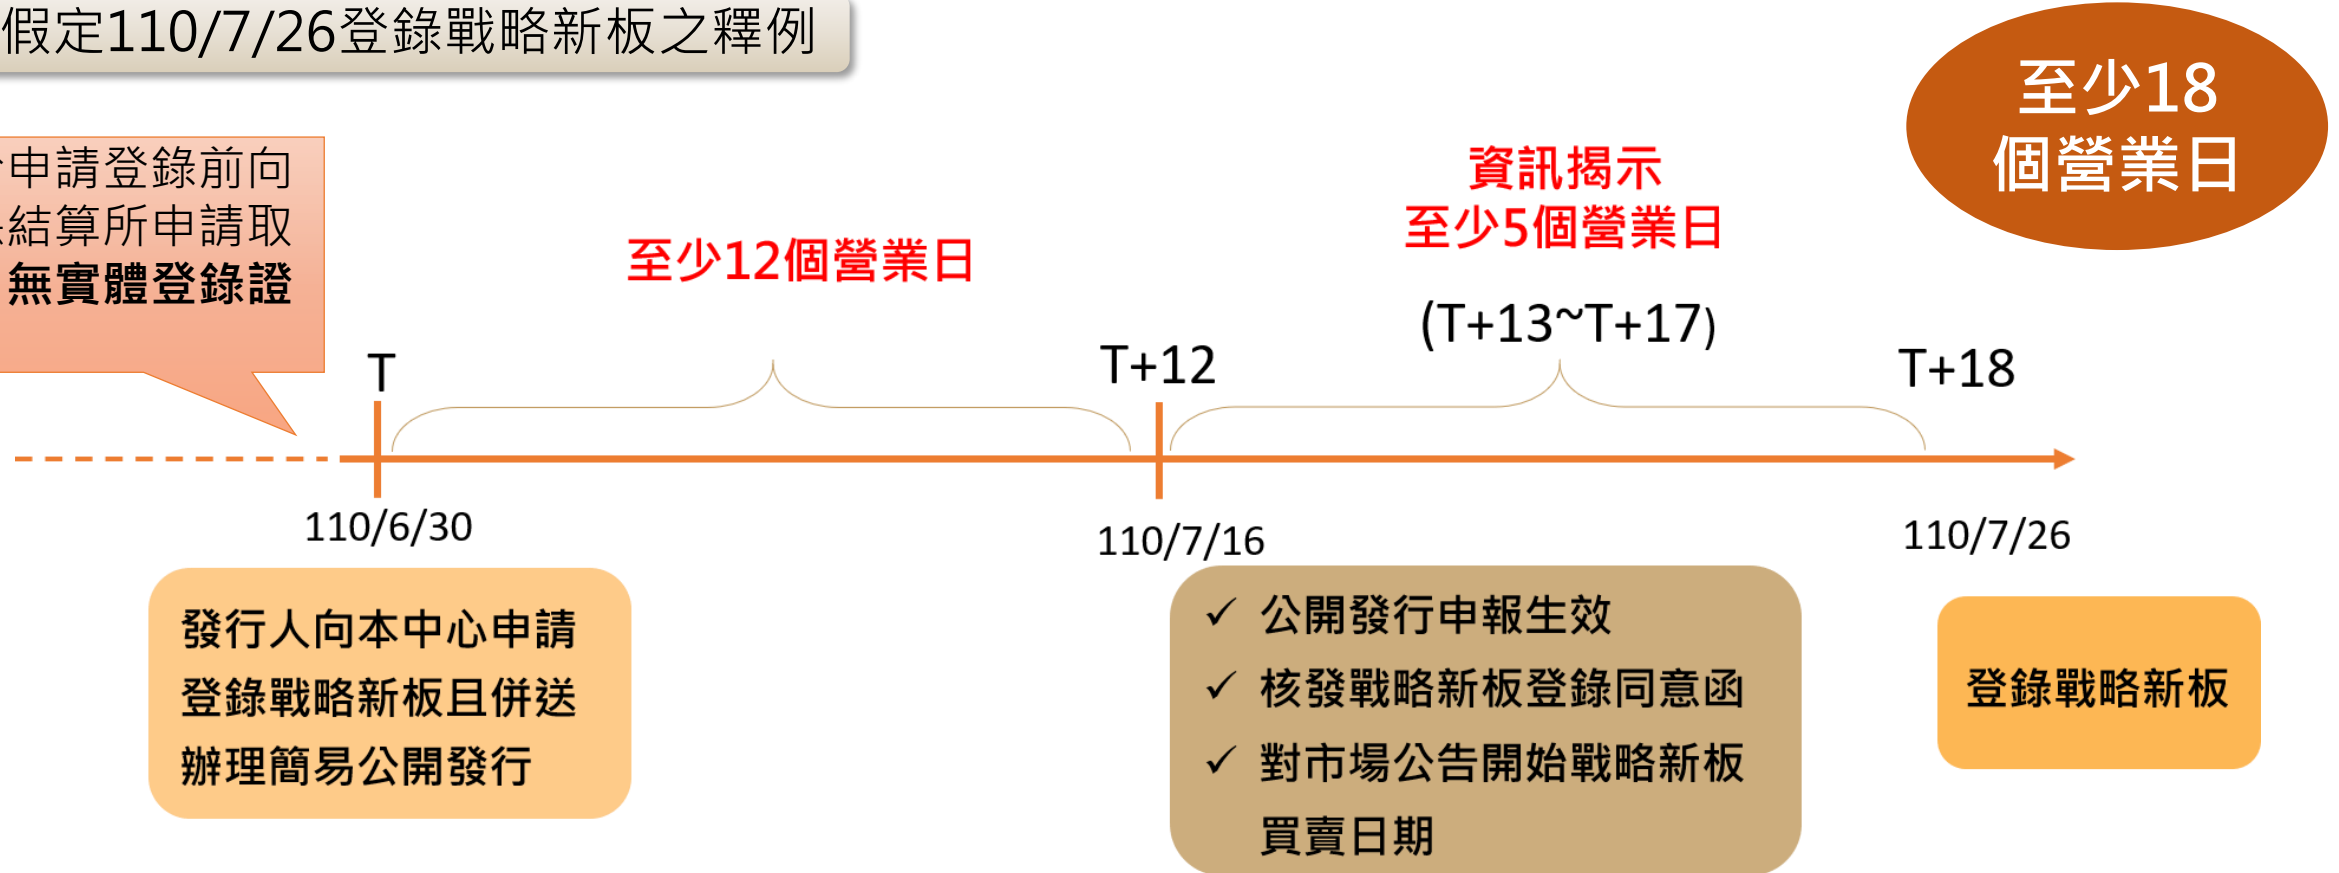 假定110/7/26登錄戰略新板之釋例
至少18
個營業日
申請登錄前向
結算所申請取
無實體登錄證
至少12個營業日
資訊揭示
至少5個營業日
(T+13~T+17)
T
T+12
T+18
110/6/30
110/7/16
110/7/26
發行人向本中心申請
登錄戰略新板且併送
辦理簡易公開發行
✓ 公開發行申報生效
✓ 核發戰略新板登錄同意函
✓ 對市場公告開始戰略新板
買賣日期
登錄戰略新板